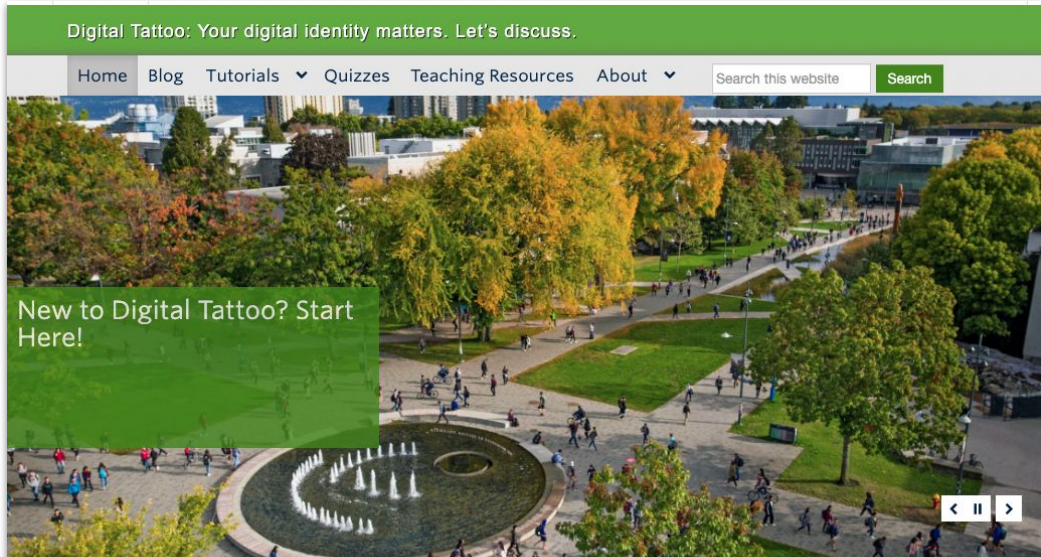 Digital Tattoo: Your digital identity matters. Let's discuss.
Home Blog Tutorials Quizzes Teaching Resources About Search this website Search
New to Digital Tattoo? Start
Here!